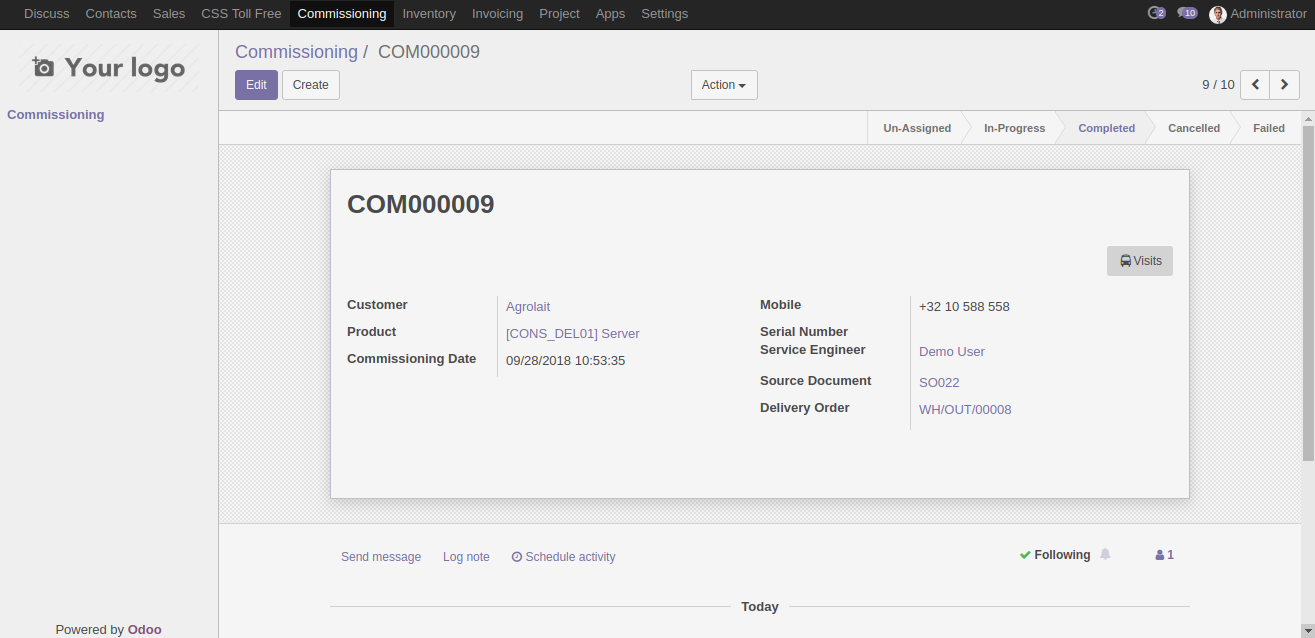 Discuss Contacts Sales CSS Toll Free Commissioning Inventory Invoicing Project Apps Settings 2 10 Administrator
Your logo
Commissioning
Commissioning / COM000009
Edit Create Action 9 / 10
Un-Assigned In-Progress Completed Cancelled Failed
COM000009
Visits
Customer Agrolait
Product [CONS_DEL01] Server
Commissioning Date 09/28/2018 10:53:35
Mobile +32 10 588 558
Serial Number
Service Engineer Demo User
Source Document SO022
Delivery Order WH/OUT/00008
Send message Log note Schedule activity Following 1
Today
Powered by Odoo